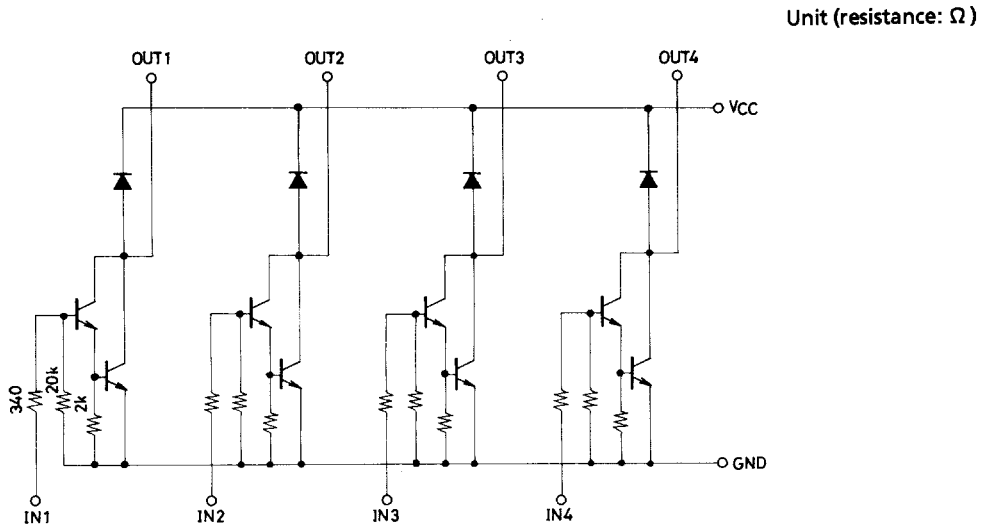 Unit (resistance: Ω)
OUT1
OUT2
OUT3
OUT4
VCC
340
20k
2k
GND
IN1
IN2
IN3
IN4